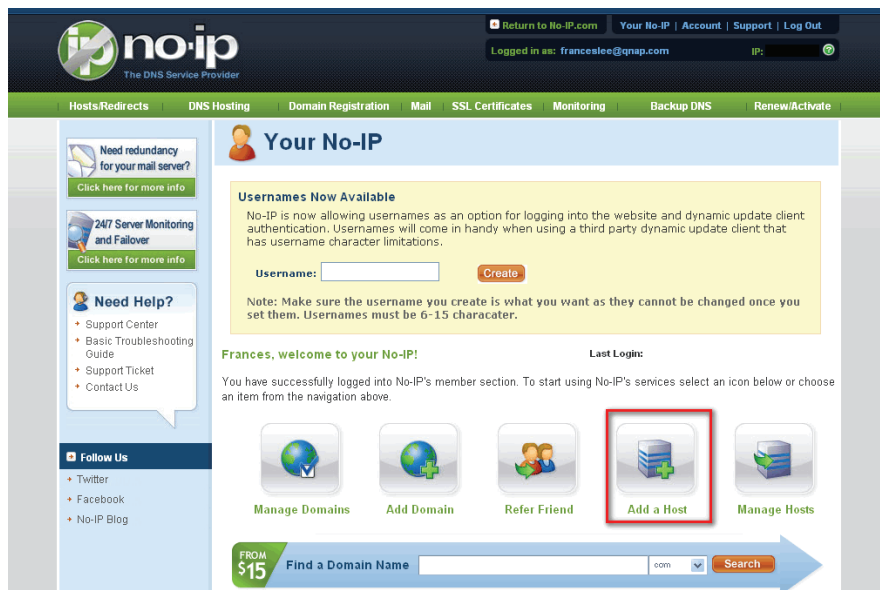 Return to No-IP.com
Your No-IP | Account | Support | Log Out
no-ip
The DNS Service Provider
Logged in as: franceslee@qnap.com
IP:
Hosts/Redirects
DNS Hosting
Domain Registration
Mail
SSL Certificates
Monitoring
Backup DNS
Renew/Activate
Need redundancy
for your mail server?
Click here for more info
24/7 Server Monitoring
and Failover
Click here for more info
Need Help?
Support Center
Basic Troubleshooting
Guide
Support Ticket
Contact Us
Follow Us
Twitter
Facebook
No-IP Blog
Your No-IP
Usernames Now Available
No-IP is now allowing usernames as an option for logging into the website and dynamic update client
authentication. Usernames will come in handy when using a third party dynamic update client that
has username character limitations.
Username:
Create
Note: Make sure the username you create is what you want as they cannot be changed once you
set them. Usernames must be 6-15 characater.
Frances, welcome to your No-IP!
Last Login:
You have successfully logged into No-IP's member section. To start using No-IP's services select an icon below or choose
an item from the navigation above.
Manage Domains
Add Domain
Refer Friend
Add a Host
Manage Hosts
FROM
$15
Find a Domain Name
com
Search